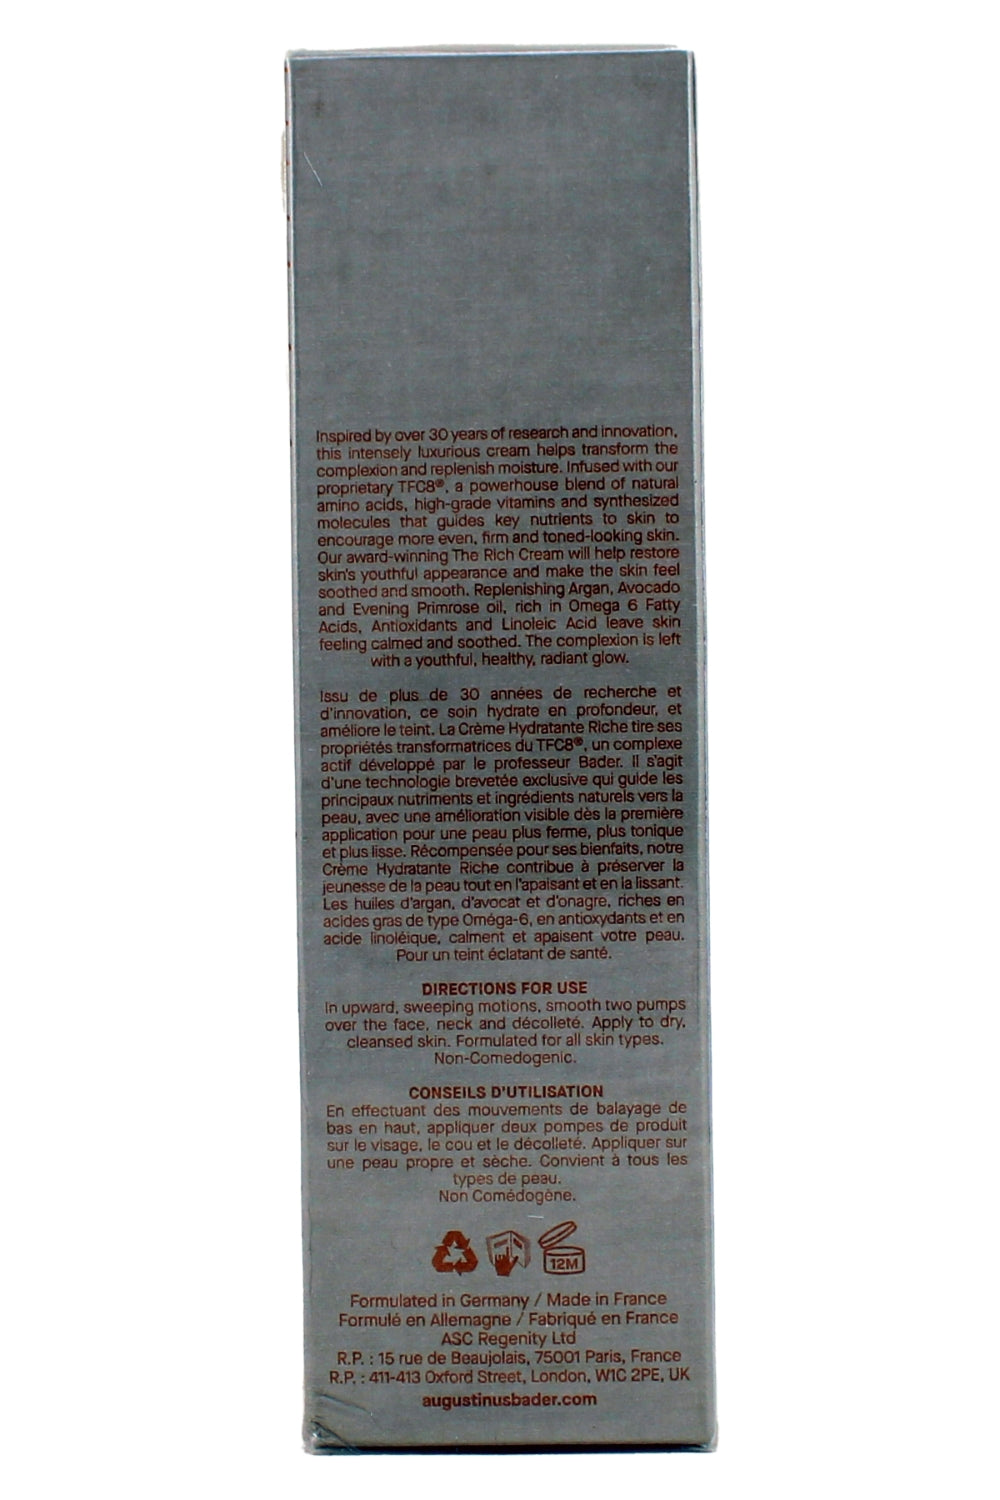 Inspired by over 30 years of research and innovation,
this intensely luxurious cream helps transform the
complexion and replenish moisture. Infused with our
proprietary TFC8®, a powerhouse blend of natural
amino acids, high-grade vitamins and synthesized
molecules that guides key nutrients to skin to
encourage more even, firm and toned-looking skin.
Our award-winning The Rich Cream will help restore
skin's youthful appearance and make the skin feel
soothed and smooth. Replenishing Argan, Avocado
and Evening Primrose oil, rich in Omega 6 Fatty
Acids, Antioxidants and Linoleic Acid leave skin
feeling calmed and soothed. The complexion is left
with a youthful, healthy, radiant glow.
Issu de plus de 30 années de recherche et
d'innovation, ce soin hydrate en profondeur, et
améliore le teint. La Crème Hydratante Riche tire ses
propriétés transformatrices du TFC8®, un complexe
actif développé par le professeur Bader. Il s'agit
d'une technologie brevetée exclusive qui guide les
principaux nutriments et ingrédients naturels vers la
peau, avec une amélioration visible dès la première
application pour une peau plus ferme, plus tonique
et plus lisse. Récompensée pour ses bienfaits, notre
Crème Hydratante Riche contribue à préserver la
jeunesse de la peau tout en l'apaisant et en la lissant.
Les huiles d'argan, d'avocat et d'onagre, riches en
acides gras de type Oméga-6, en antioxydants et en
acide linoléique, calment et apaisent votre peau.
Pour un teint éclatant de santé.
DIRECTIONS FOR USE
In upward, sweeping motions, smooth two pumps
over the face, neck and décolleté. Apply to dry,
cleansed skin. Formulated for all skin types.
Non-Comedogenic.
CONSEILS D'UTILISATION
En effectuant des mouvements de balayage de
bas en haut, appliquer deux pompes de produit
sur le visage, le cou et le décolleté. Appliquer sur
une peau propre et sèche. Convient à tous les
types de peau.
Non Comédogène.
12M
Formulated in Germany / Made in France
Formulé en Allemagne / Fabriqué en France
ASC Regenity Ltd
R.P. : 15 rue de Beaujolais, 75001 Paris, France
R.P. : 411-413 Oxford Street, London, W1C 2PE, UK
augustinusbader.com